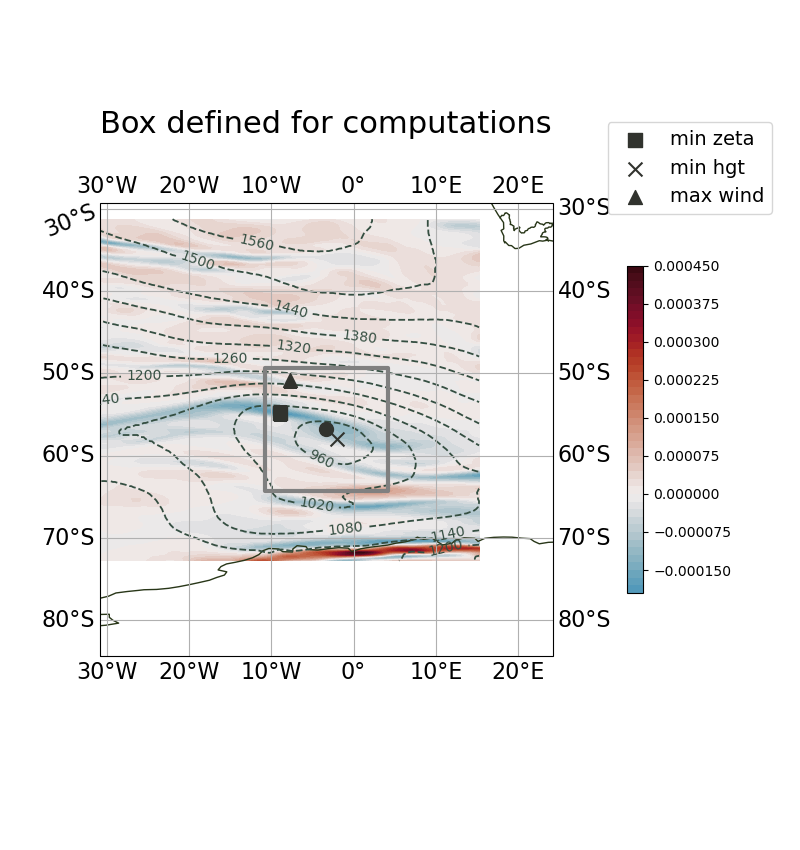 Box defined for computations
min zeta
min hgt
max wind
30°W 20°W 10°W 0° 10°E 20°E
30°S 30°S
40°S 40°S
50°S 50°S
60°S 60°S
70°S 70°S
80°S 80°S
30°W 20°W 10°W 0° 10°E 20°E
1560
1500
1440
1380
1320
1260
1200
40
960
1020
1080
1140
1200
0.000450
0.000375
0.000300
0.000225
0.000150
0.000075
0.000000
−0.000075
−0.000150